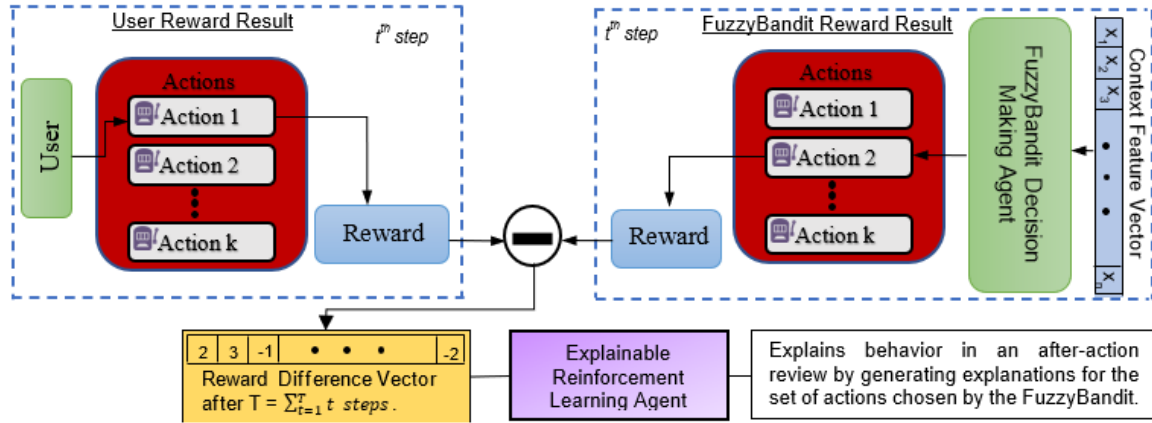 User Reward Result
t^th step
User
Actions
Action 1
Action 2
Action k
Reward
t^th step
FuzzyBandit Reward Result
Actions
Action 1
Action 2
Action k
Reward
FuzzyBandit Decision
Making Agent
X1 X2 X3 Xn
Context Feature Vector
2 3 -1 • • • -2
Reward Difference Vector
after T = ∑_{t=1}^{T} t steps.
Explainable
Reinforcement
Learning Agent
Explains behavior in an after-action
review by generating explanations for the
set of actions chosen by the FuzzyBandit.